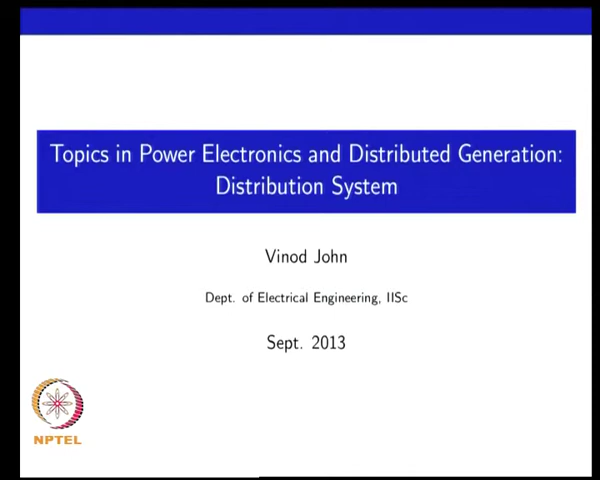 Topics in Power Electronics and Distributed Generation:
Distribution System
Vinod John
Dept. of Electrical Engineering, IISc
Sept. 2013
NPTEL